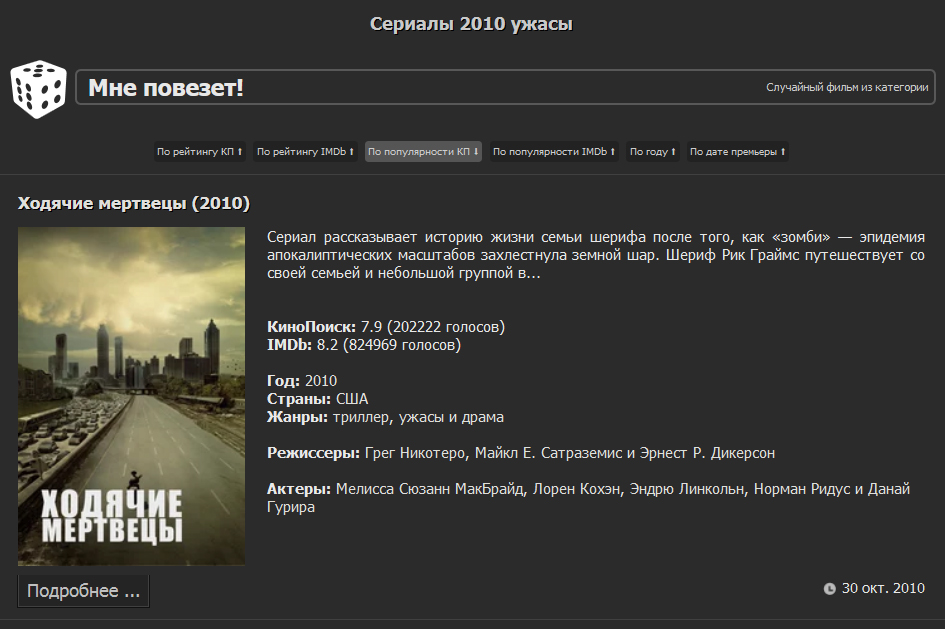 Сериалы 2010 ужасы
Мне повезет!
Случайный фильм из категории
По рейтингу КП ⬆ По рейтингу IMDb ⬆ По популярности КП ⬇ По популярности IMDb ⬆ По году ⬆ По дате премьеры ⬆
Ходячие мертвецы (2010)
Сериал рассказывает историю жизни семьи шерифа после того, как «зомби» — эпидемия
апокалиптических масштабов захлестнула земной шар. Шериф Рик Граймс путешествует со
своей семьей и небольшой группой в...
КиноПоиск: 7.9 (202222 голосов)
IMDb: 8.2 (824969 голосов)
Год: 2010
Страны: США
Жанры: триллер, ужасы и драма
Режиссеры: Грег Никотеро, Майкл Е. Сатраземис и Эрнест Р. Дикерсон
Актеры: Мелисса Сюзанн МакБрайд, Лорен Коэн, Эндрю Линкольн, Норман Ридус и Данай
Гурира
ХОДЯЧИЕ
МЕРТВЕЦЫ
Подробнее ...
30 окт. 2010